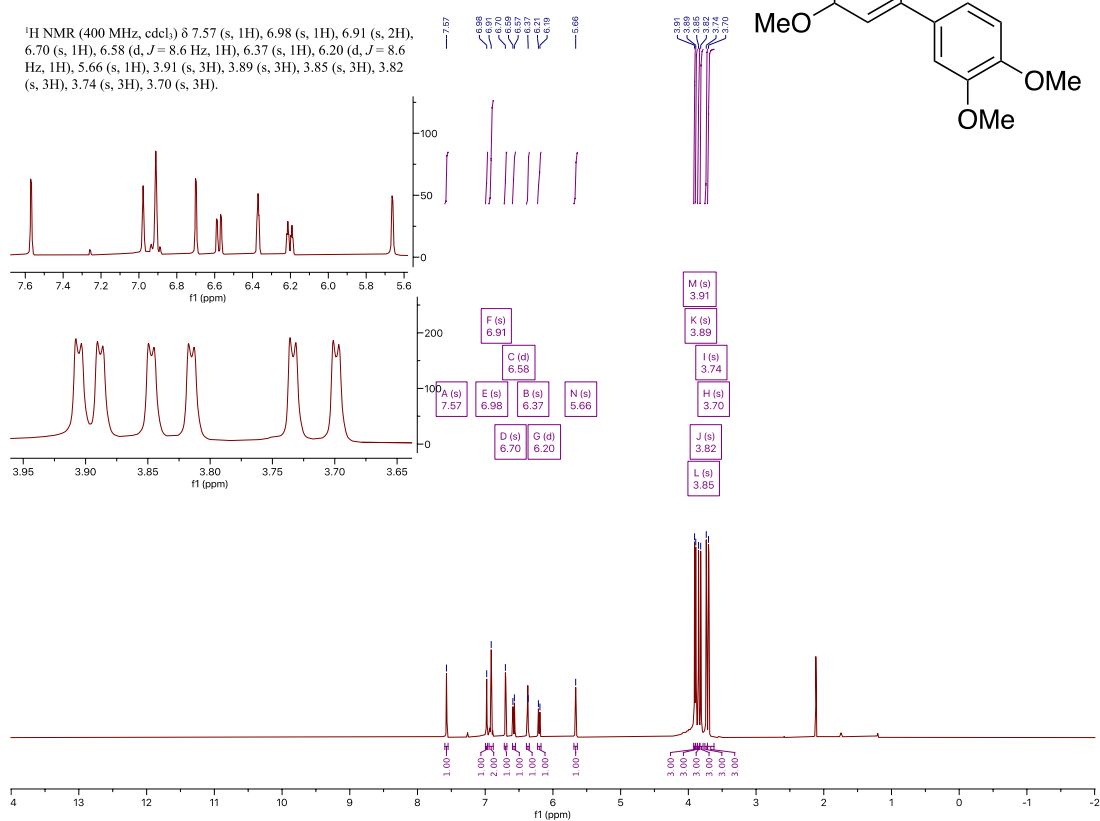 ¹H NMR (400 MHz, cdcl₃) δ 7.57 (s, 1H), 6.98 (s, 1H), 6.91 (s, 2H),
6.70 (s, 1H), 6.58 (d, J = 8.6 Hz, 1H), 6.37 (s, 1H), 6.20 (d, J = 8.6
Hz, 1H), 5.66 (s, 1H), 3.91 (s, 3H), 3.89 (s, 3H), 3.85 (s, 3H), 3.82
(s, 3H), 3.74 (s, 3H), 3.70 (s, 3H).
7.57 6.98 6.91 6.70 6.59 6.57 6.37 6.21 6.19 5.66 3.91 3.89 3.85 3.82 3.74 3.70
MeO
OMe
OMe
100
50
0
7.6 7.4 7.2 7.0 6.8 6.6 6.4 6.2 6.0 5.8 5.6
f1 (ppm)
200
100
0
3.95 3.90 3.85 3.80 3.75 3.70 3.65
f1 (ppm)
M (s)
3.91
F (s) K (s)
6.91 3.89
C (d) I (s)
6.58 3.74
A (s) E (s) B (s) N (s) H (s)
7.57 6.98 6.37 5.66 3.70
D (s) G (d) J (s)
6.70 6.20 3.82
L (s)
3.85
1.00 1.00 2.00 1.00 1.00 1.00 1.00 1.00 3.00 3.00 3.00 3.00 3.00 3.00
4 13 12 11 10 9 8 7 6 5 4 3 2 1 0 -1 -2
f1 (ppm)